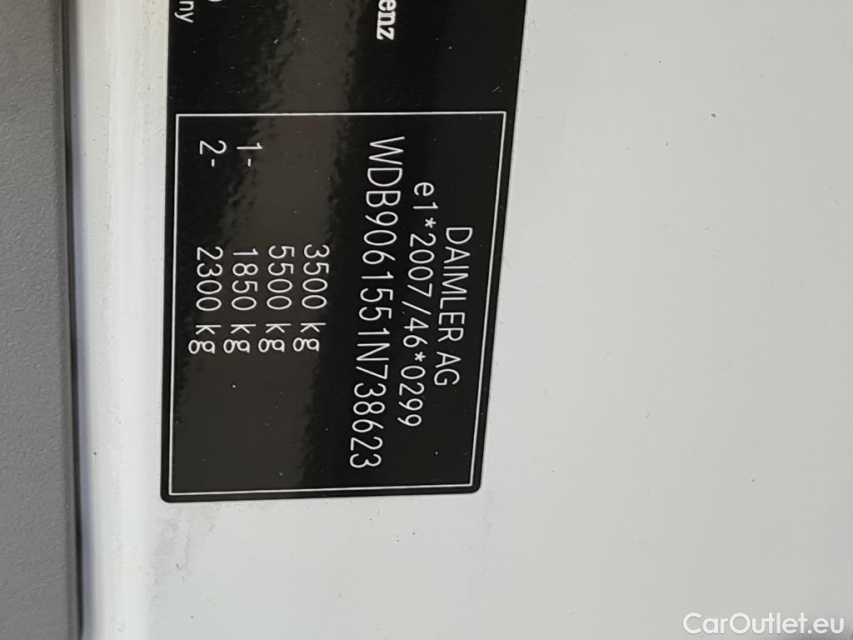 enz
ny
DAIMLER AG
e1*2007/46*0299
WDB9061551N738623
3500 kg
5500 kg
1- 1850 kg
2- 2300 kg
CarOutlet.eu